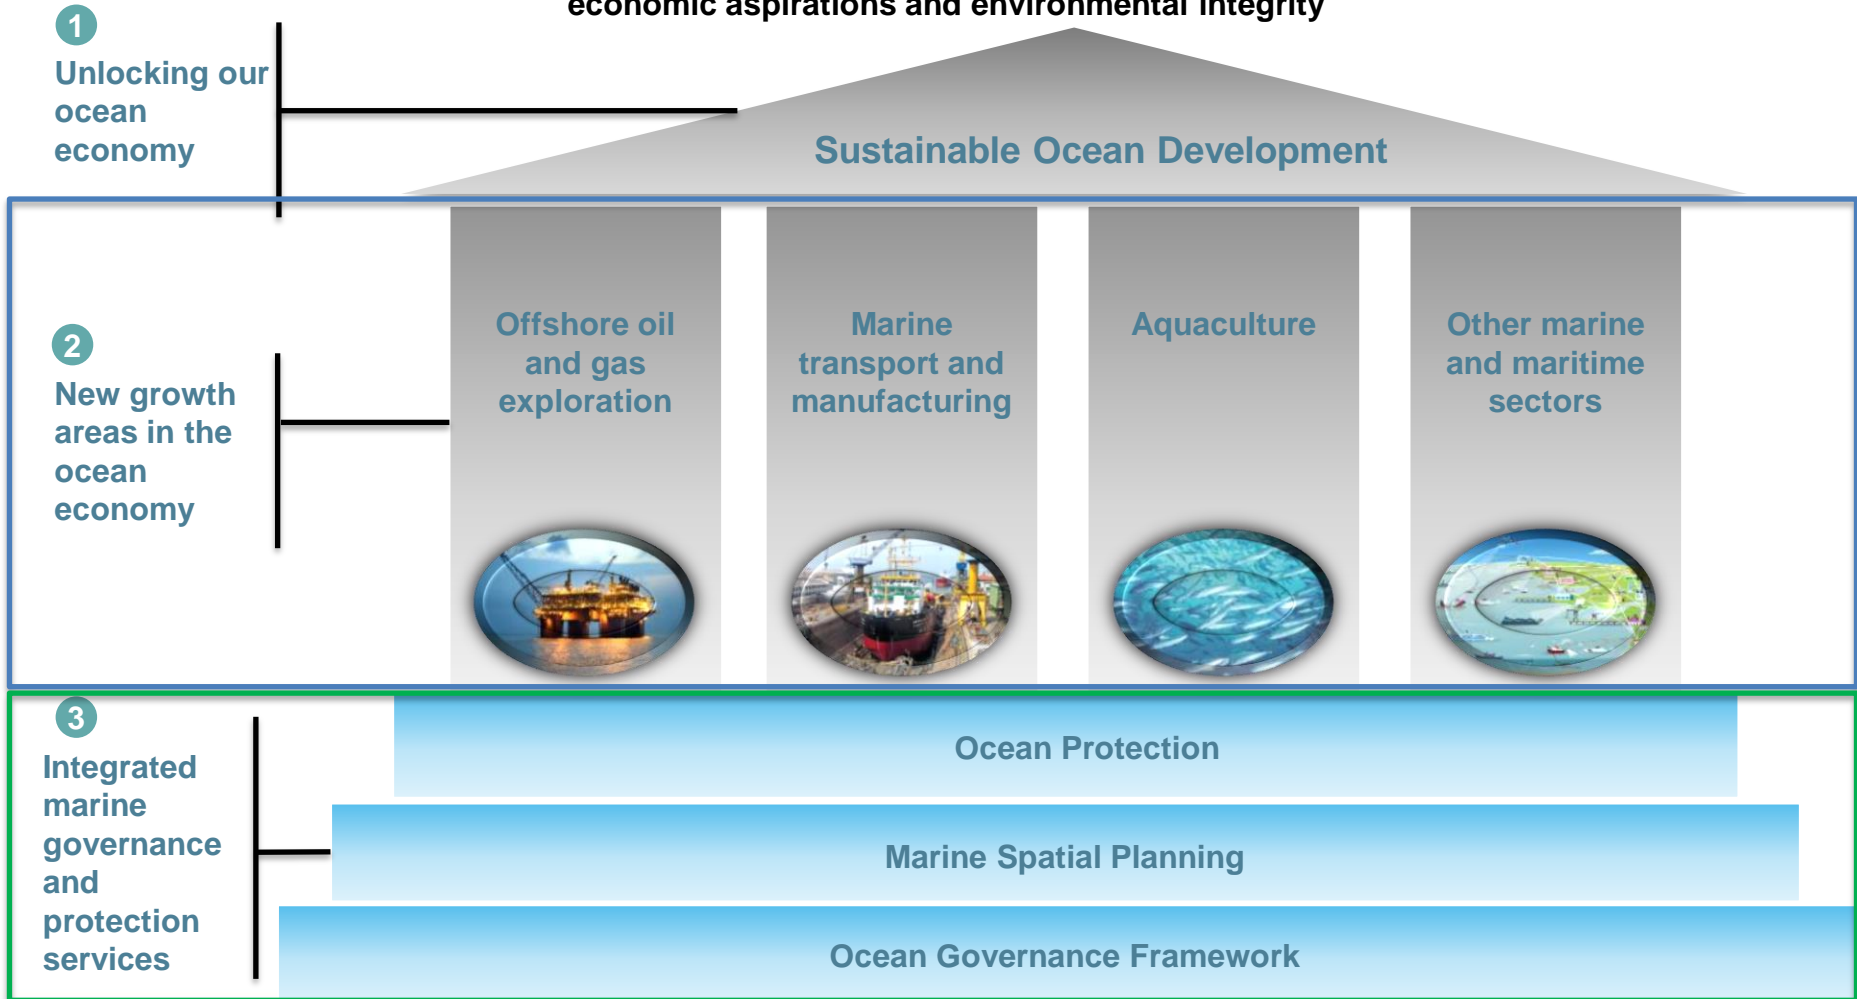 economic aspirations and environmental integrity
1
Unlocking our
ocean
economy
Sustainable Ocean Development
2
New growth
areas in the
ocean
economy
Offshore oil
and gas
exploration
Marine
transport and
manufacturing
Aquaculture
Other marine
and maritime
sectors
3
Integrated
marine
governance
and
protection
services
Ocean Protection
Marine Spatial Planning
Ocean Governance Framework